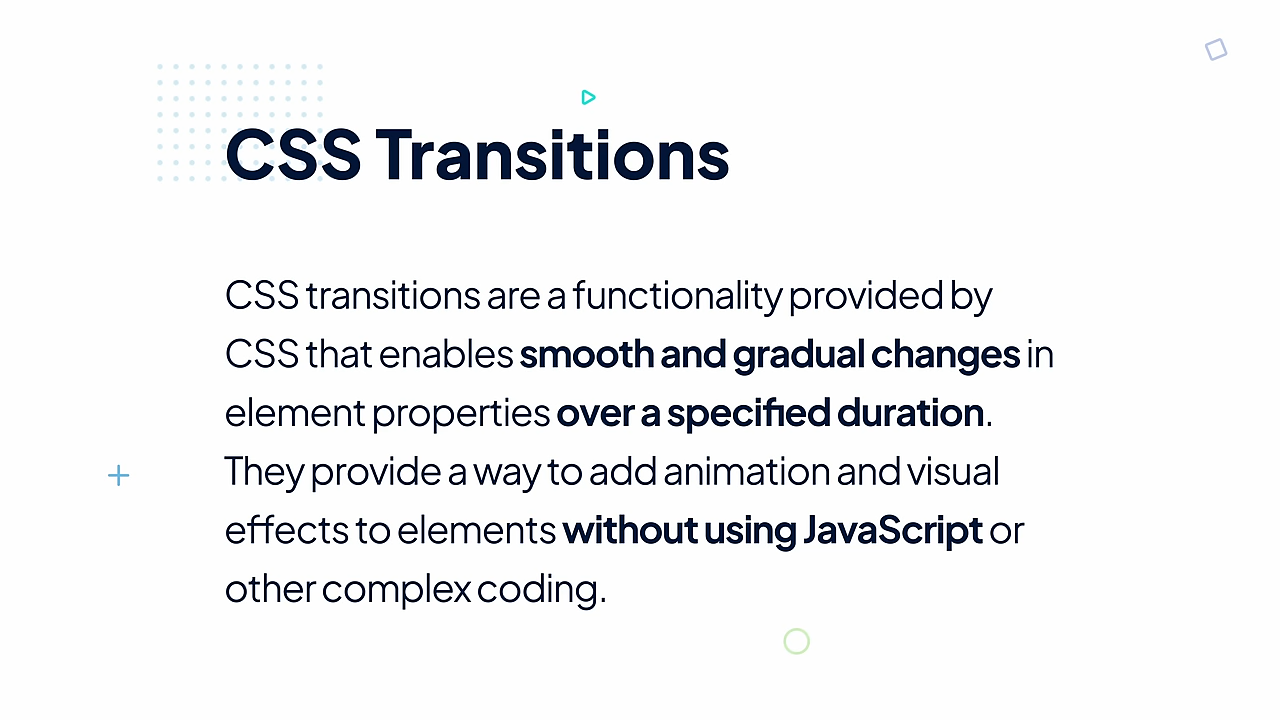 CSS Transitions
CSS transitions are a functionality provided by
CSS that enables smooth and gradual changes in
element properties over a specified duration.
They provide a way to add animation and visual
effects to elements without using JavaScript or
other complex coding.